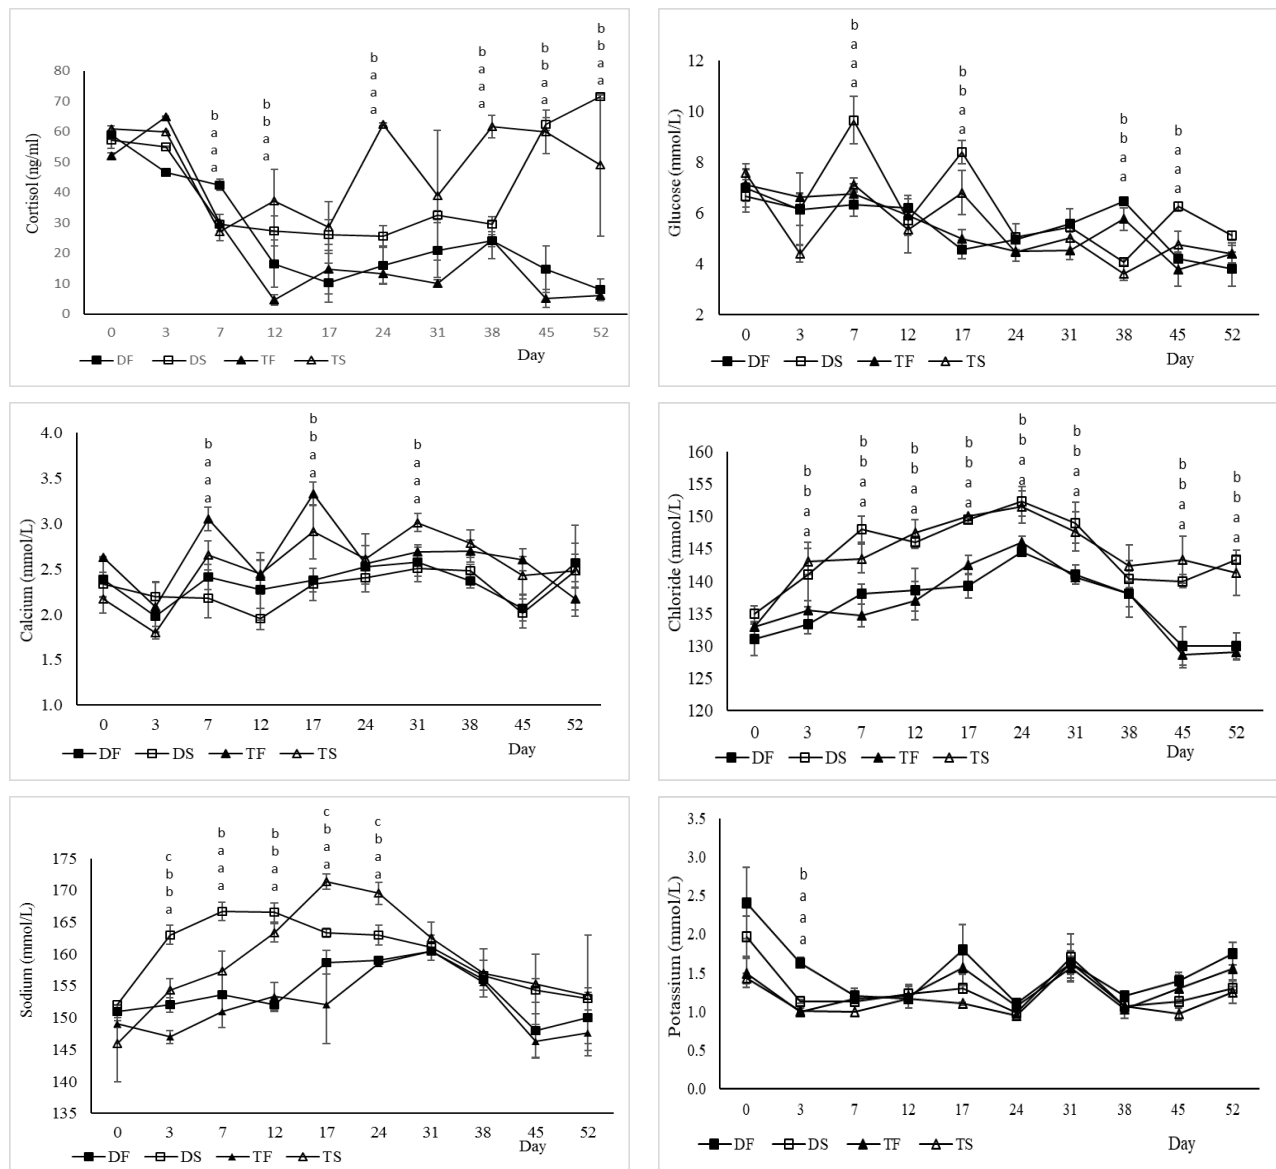 Cortisol (ng/ml)
80
70
60
50
40
30
20
10
0
b
a
a
a
b
b
a
a
b
a
a
a
b
a
a
a
b
b
a
a
b
b
a
a
0 3 7 12 17 24 31 38 45 52
Day
DF DS TF TS
Glucose (mmol/L)
12
10
8
6
4
2
b
a
a
a
b
b
a
a
b
b
a
a
b
a
a
a
0 3 7 12 17 24 31 38 45 52
Day
DF DS TF TS
Calcium (mmol/L)
4.0
3.5
3.0
2.5
2.0
1.5
1.0
b
a
a
a
b
b
a
a
b
a
a
a
0 3 7 12 17 24 31 38 45 52
Day
DF DS TF TS
Chloride (mmol/L)
160
155
150
145
140
135
130
125
120
b
b
a
a
b
b
a
a
b
b
a
a
b
b
a
a
b
b
a
a
b
b
a
a
b
b
a
a
b
b
a
a
0 3 7 12 17 24 31 38 45 52
Day
DF DS TF TS
Sodium (mmol/L)
175
170
165
160
155
150
145
140
135
c
b
b
a
b
a
a
a
b
b
a
a
c
b
a
a
c
b
a
a
0 3 7 12 17 24 31 38 45 52
Day
DF DS TF TS
Potassium (mmol/L)
3.5
3.0
2.5
2.0
1.5
1.0
0.5
0.0
b
a
a
a
0 3 7 12 17 24 31 38 45 52
Day
DF DS TF TS